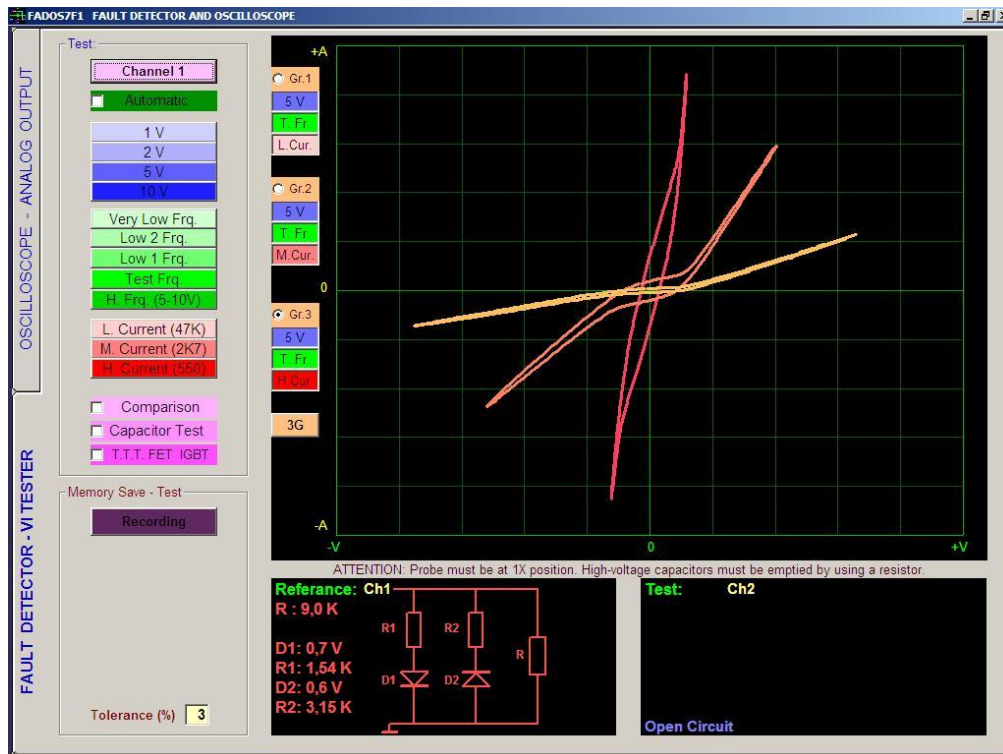 FADOS7F1 FAULT DETECTOR AND OSCILLOSCOPE
OSCILLOSCOPE - ANALOG OUTPUT
FAULT DETECTOR - VI TESTER
Test:
Channel 1
Automatic
1 V
2 V
5 V
10 V
Very Low Frq.
Low 2 Frq.
Low 1 Frq.
Test Frq.
H. Frq. (5-10V)
L. Current (47K)
M. Current (2K7)
H. Current (550)
Comparison
Capacitor Test
T.T.T. FET IGBT
Memory Save - Test
Recording
Tolerance (%) 3
+A
Gr.1
5 V
T Fr
L.Cur.
Gr.2
5 V
T Fr
M.Cur.
0
Gr.3
5 V
T Fr
H.Cur
3G
-A
-V 0 +V
ATTENTION: Probe must be at 1X position. High-voltage capacitors must be emptied by using a resistor.
Referance: Ch1
R : 9,0 K
D1: 0,7 V
R1: 1,54 K
D2: 0,6 V
R2: 3,15 K
R1 R2
R
D1 D2
Test: Ch2
Open Circuit